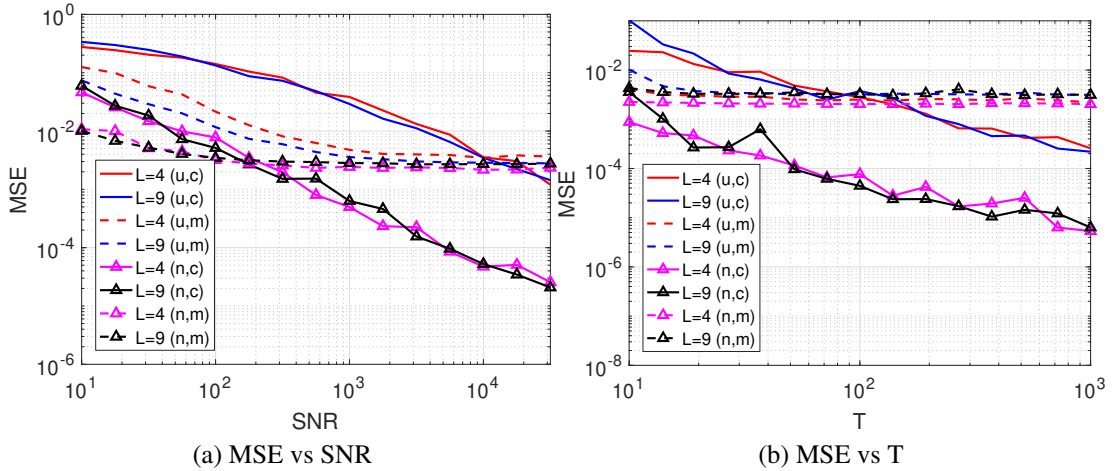 10^0
10^-2
10^-4
10^-6
MSE
L=4 (u,c)
L=9 (u,c)
L=4 (u,m)
L=9 (u,m)
L=4 (n,c)
L=9 (n,c)
L=4 (n,m)
L=9 (n,m)
10^1 10^2 10^3 10^4
SNR
(a) MSE vs SNR
10^-2
10^-4
10^-6
10^-8
MSE
L=4 (u,c)
L=9 (u,c)
L=4 (u,m)
L=9 (u,m)
L=4 (n,c)
L=9 (n,c)
L=4 (n,m)
L=9 (n,m)
10^1 10^2 10^3
T
(b) MSE vs T